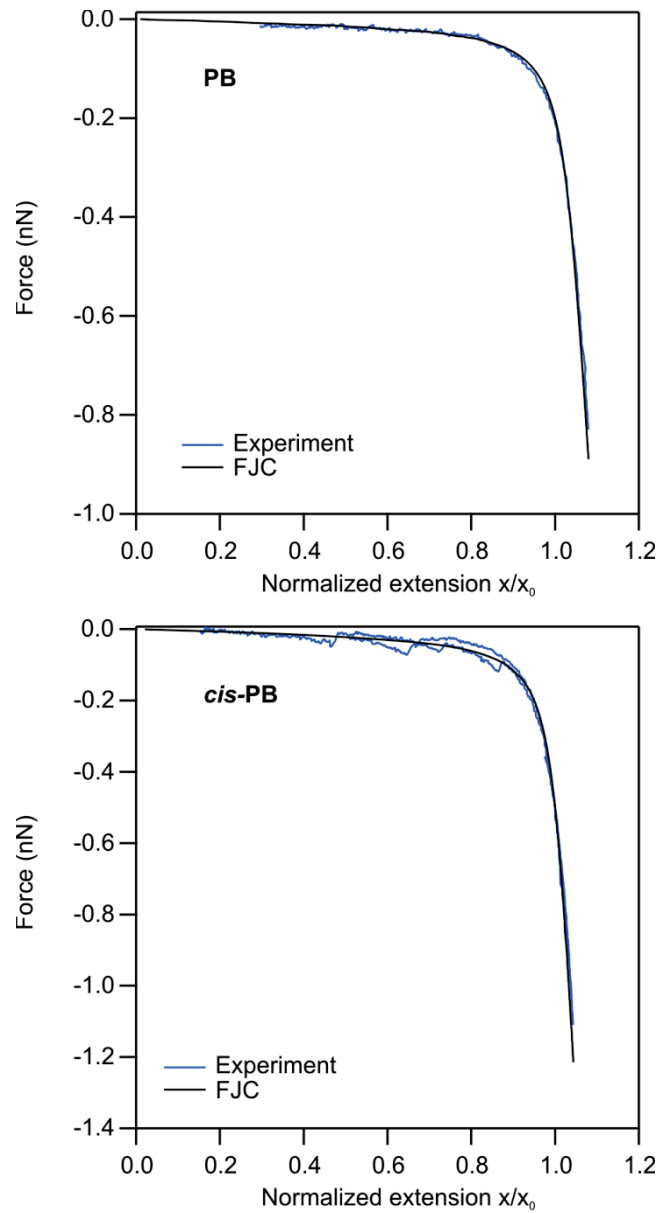 0.0
PB
-0.2
-0.4
Force (nN)
-0.6
-0.8
Experiment
FJC
-1.0
0.0 0.2 0.4 0.6 0.8 1.0 1.2
Normalized extension x/x₀
0.0
cis-PB
-0.2
-0.4
Force (nN)
-0.6
-0.8
-1.0
Experiment
-1.2
FJC
-1.4
0.0 0.2 0.4 0.6 0.8 1.0 1.2
Normalized extension x/x₀